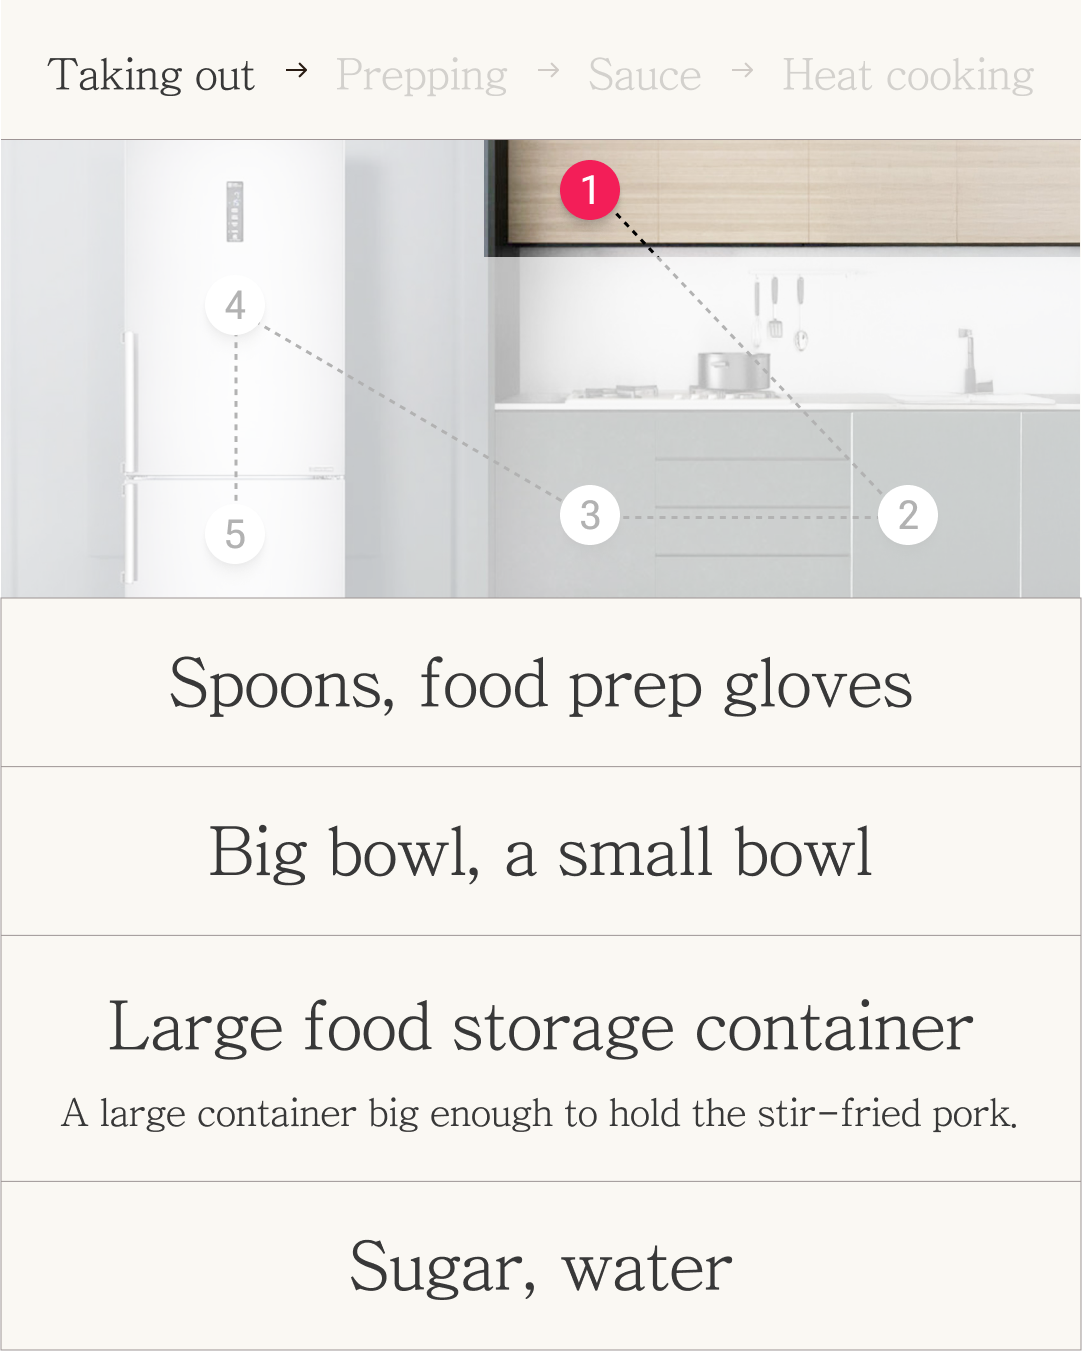 Taking out → Prepping → Sauce → Heat cooking
1
4
3
2
5
Spoons, food prep gloves
Big bowl, a small bowl
Large food storage container
A large container big enough to hold the stir-fried pork.
Sugar, water